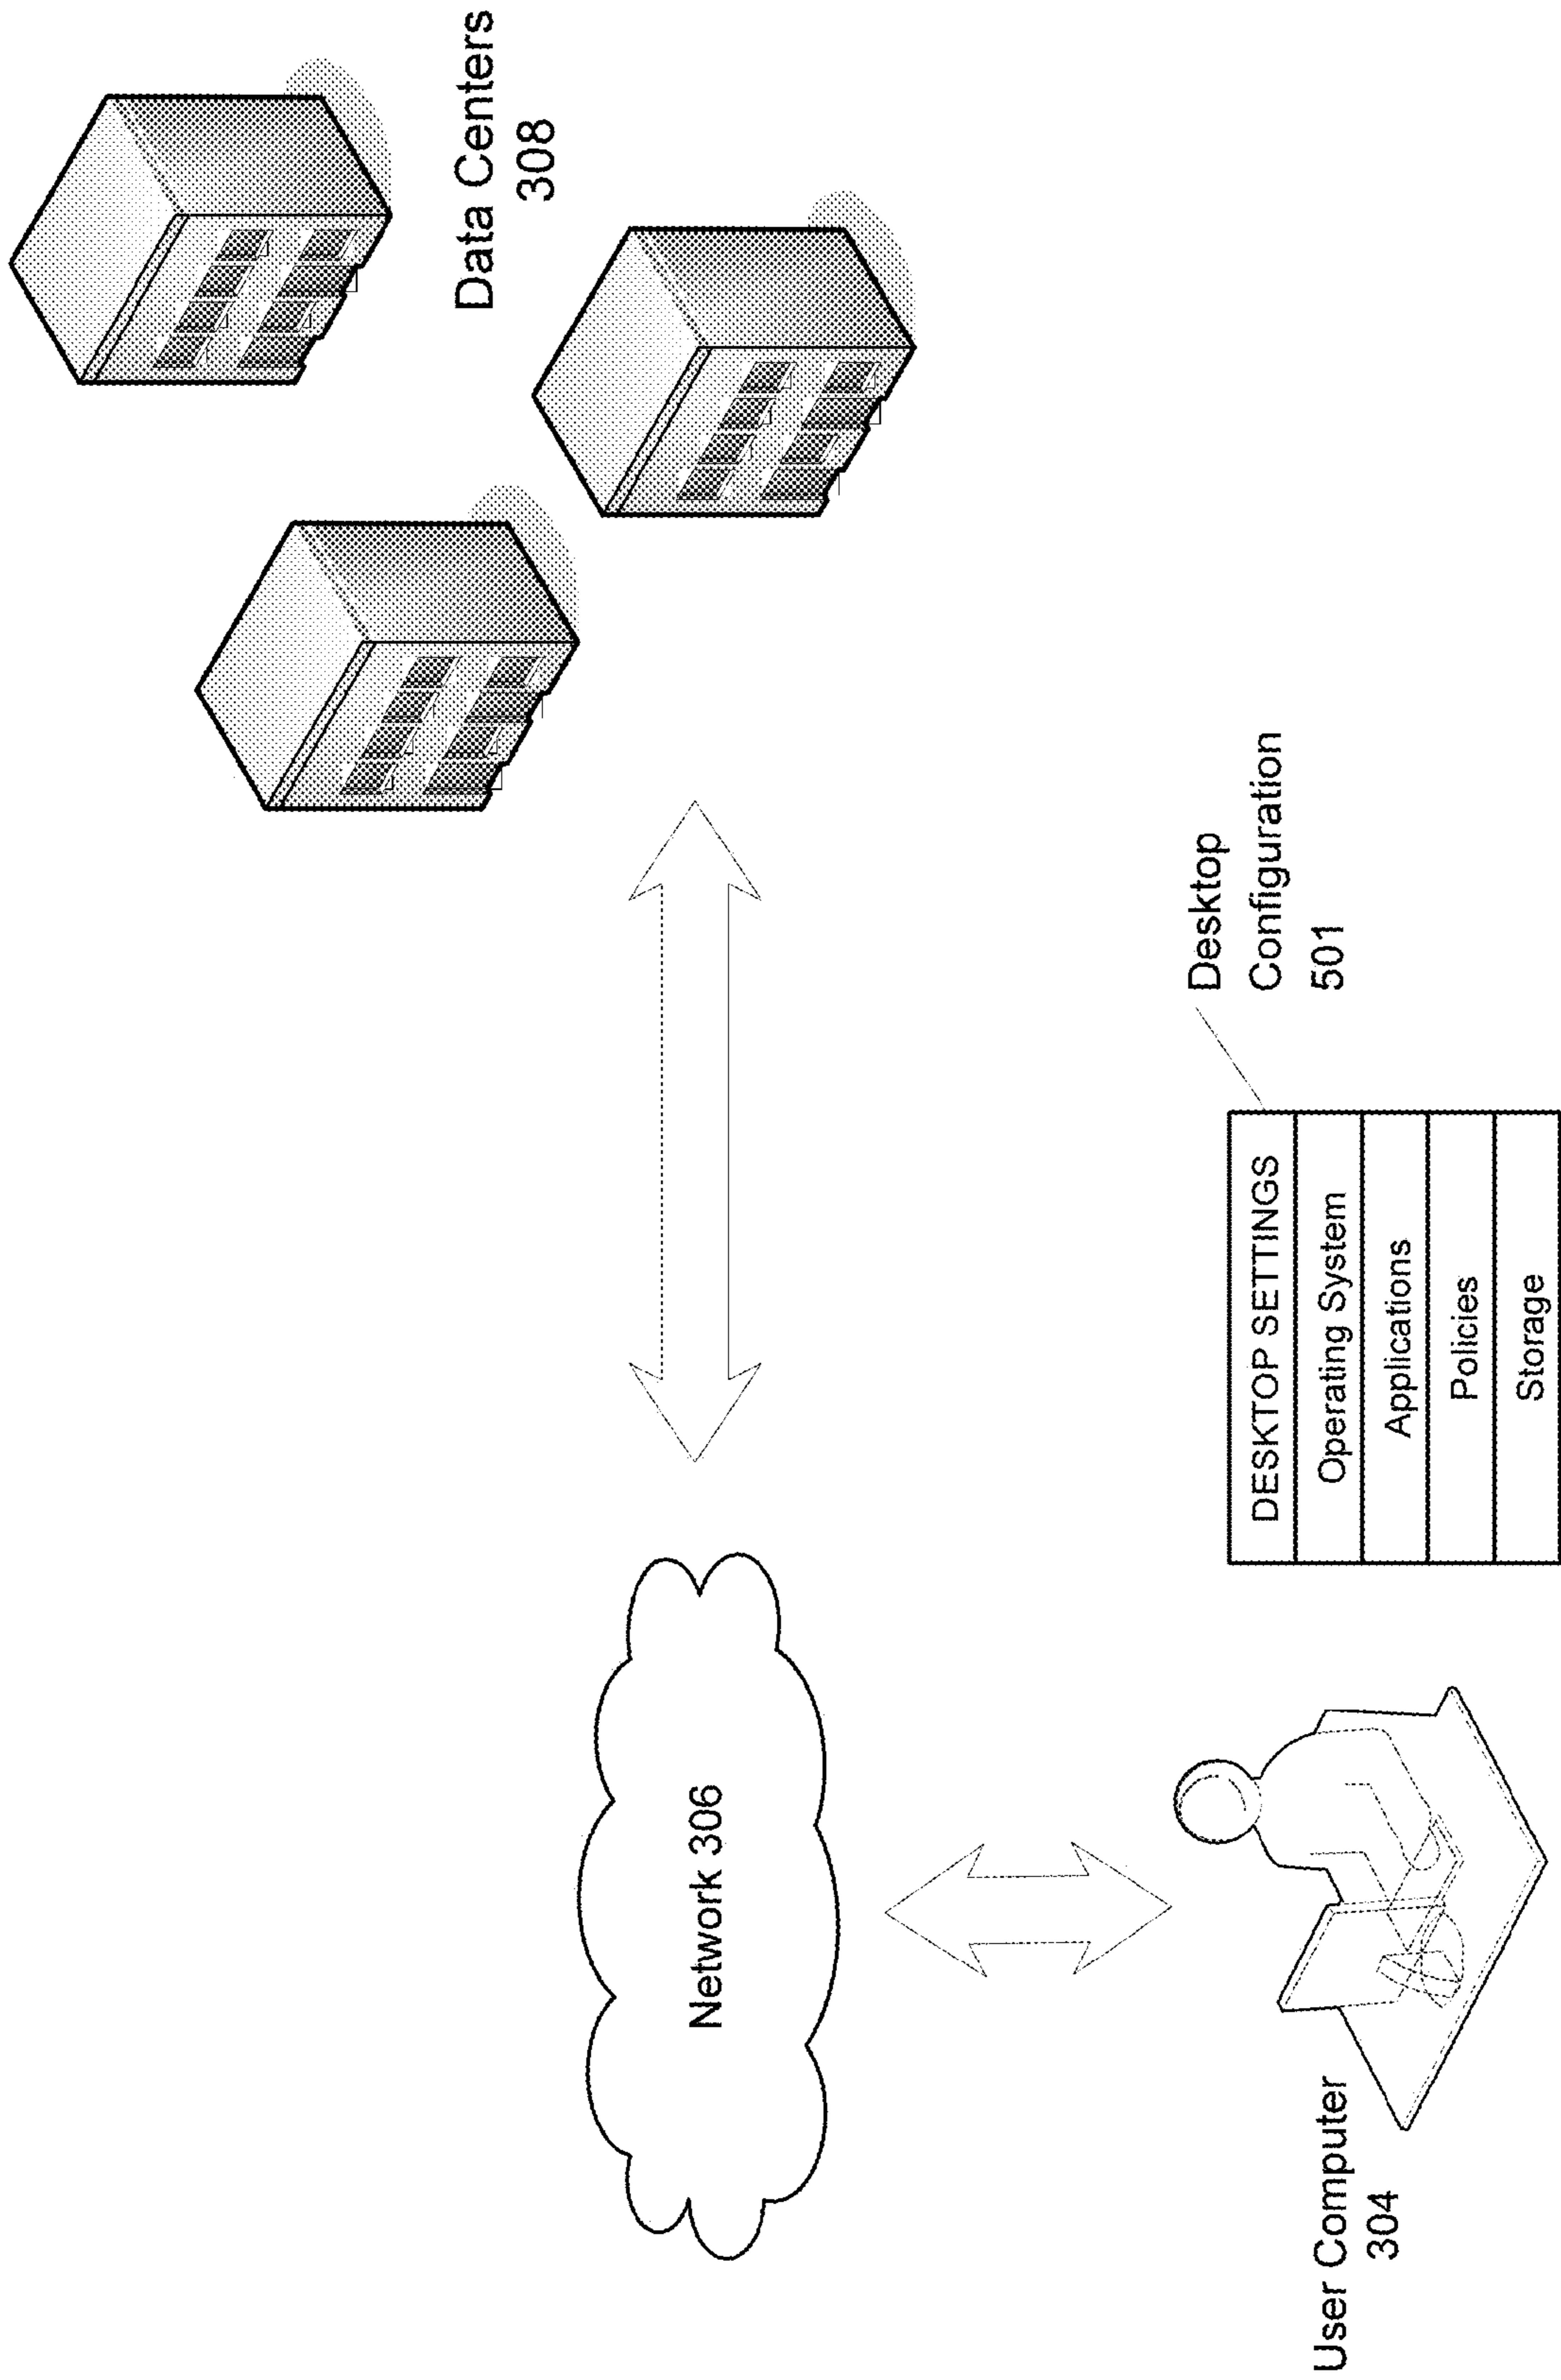 Data Centers
308
Network 306
Desktop
Configuration
501
DESKTOP SETTINGS
Operating System
Applications
Policies
Storage
User Computer
304